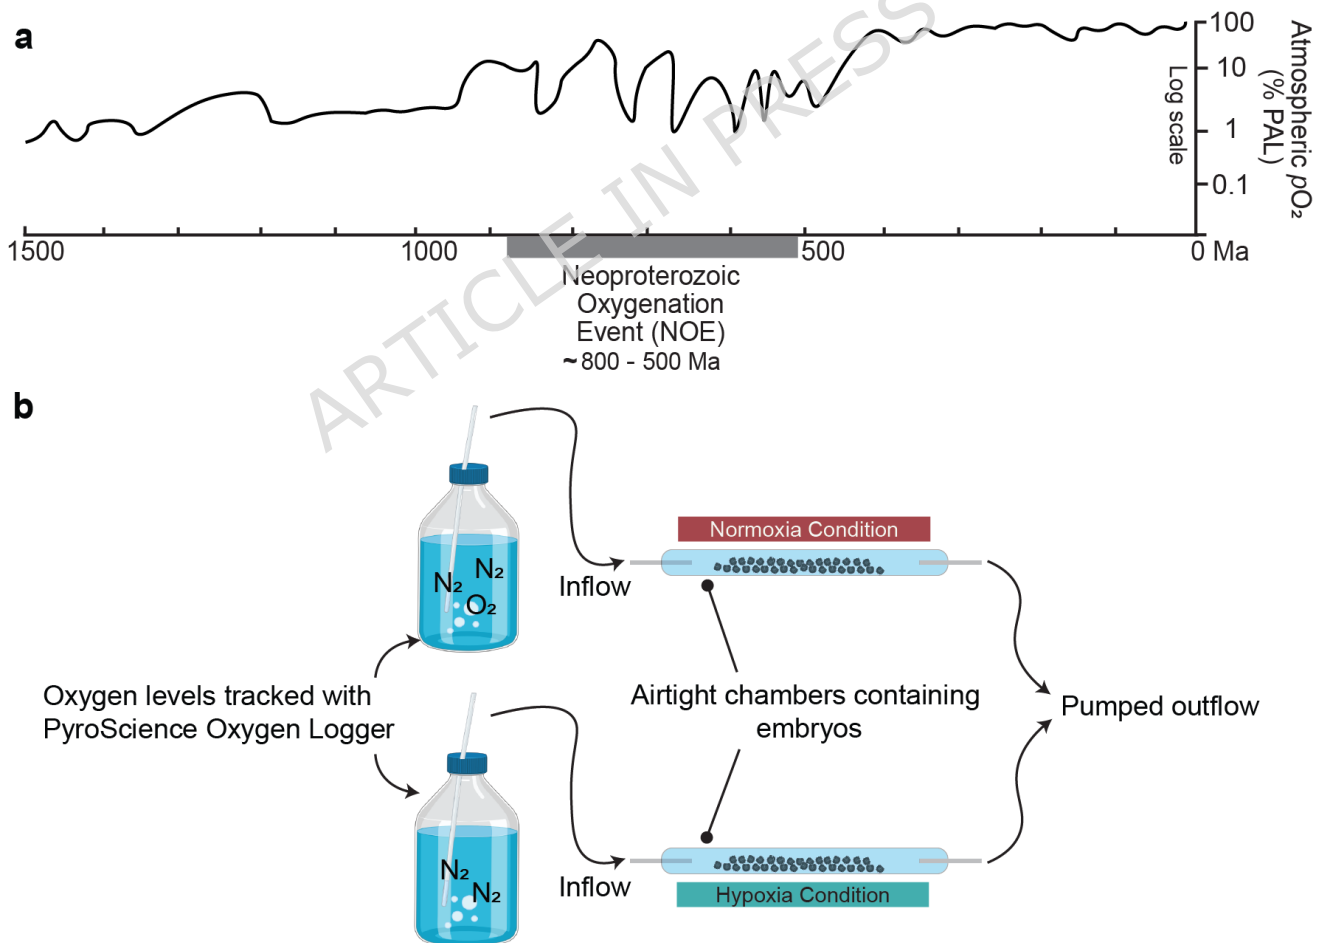 a
100
10
1
0.1
Log scale
Atmospheric pO₂
(% PAL)
1500
1000
500
0 Ma
Neoproterozoic
Oxygenation
Event (NOE)
~800 - 500 Ma
ARTICLE IN PRESS
b
N₂
N₂
O₂
Inflow
Normoxia Condition
Oxygen levels tracked with
PyroScience Oxygen Logger
Airtight chambers containing
embryos
Pumped outflow
N₂
N₂
Inflow
Hypoxia Condition